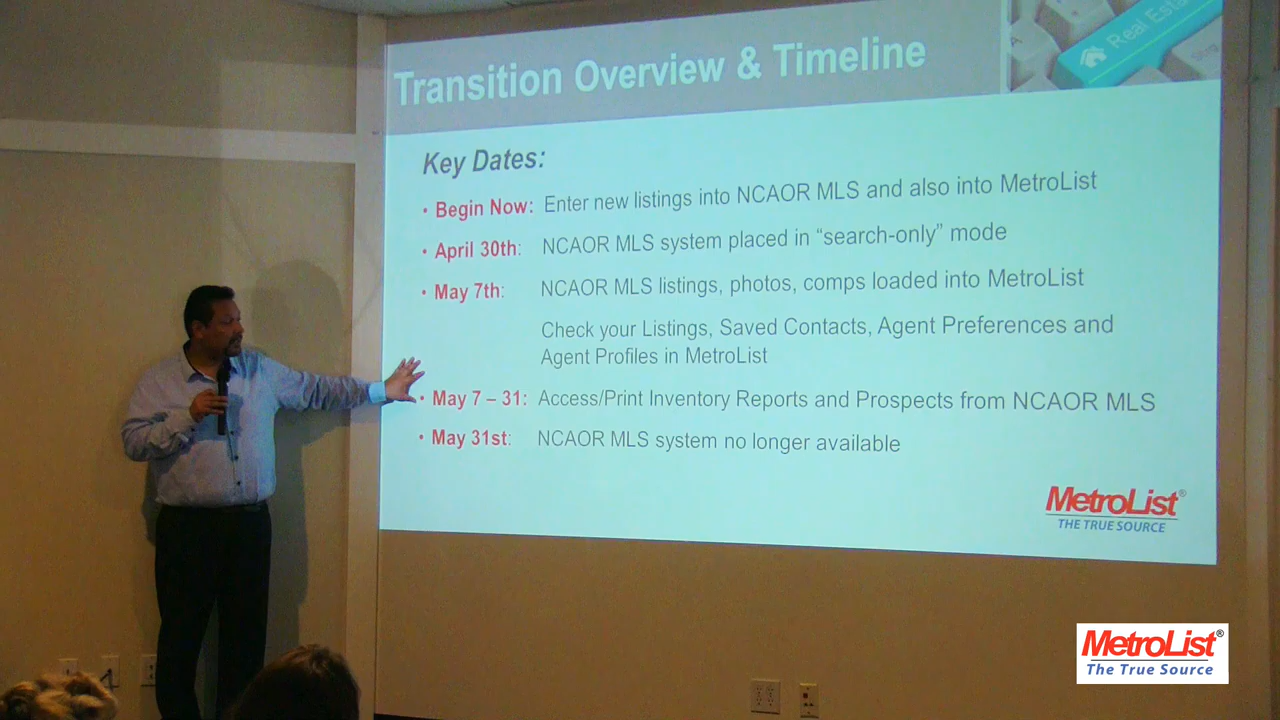 Real Esta
Transition Overview & Timeline
Key Dates:
• Begin Now: Enter new listings into NCAOR MLS and also into MetroList
• April 30th: NCAOR MLS system placed in “search-only” mode
• May 7th: NCAOR MLS listings, photos, comps loaded into MetroList
Check your Listings, Saved Contacts, Agent Preferences and
Agent Profiles in MetroList
• May 7 – 31: Access/Print Inventory Reports and Prospects from NCAOR MLS
• May 31st: NCAOR MLS system no longer available
MetroList®
THE TRUE SOURCE
MetroList®
The True Source